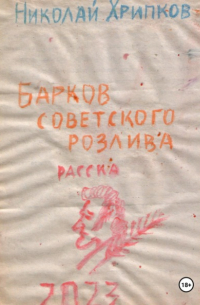 Николай Хрипков
Барков
советского
розлива
расска
2023
18+